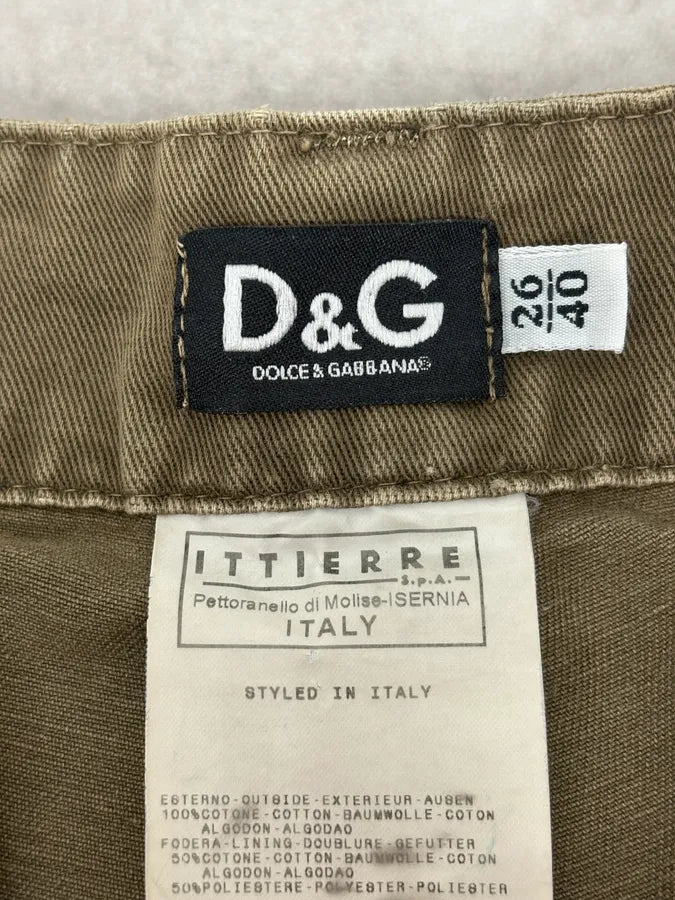 D&G
DOLCE & GABBANA®
26
40
ITTIERRE
S.p.A.
Pettoranello di Molise-ISERNIA
ITALY
STYLED IN ITALY
ESTERNO-OUTSIDE-EXTERIEUR-AUSEN
100%COTONE-COTTON-BAUMWOLLE-COTON
ALGODON-ALGODAO
FODERA-LINING-DOUBLURE-GEFUTTER
50%COTONE-COTTON-BAUMWOLLE-COTON
ALGODON-ALGODAO
50%POLIESTERE-POLYESTER-POLIESTER